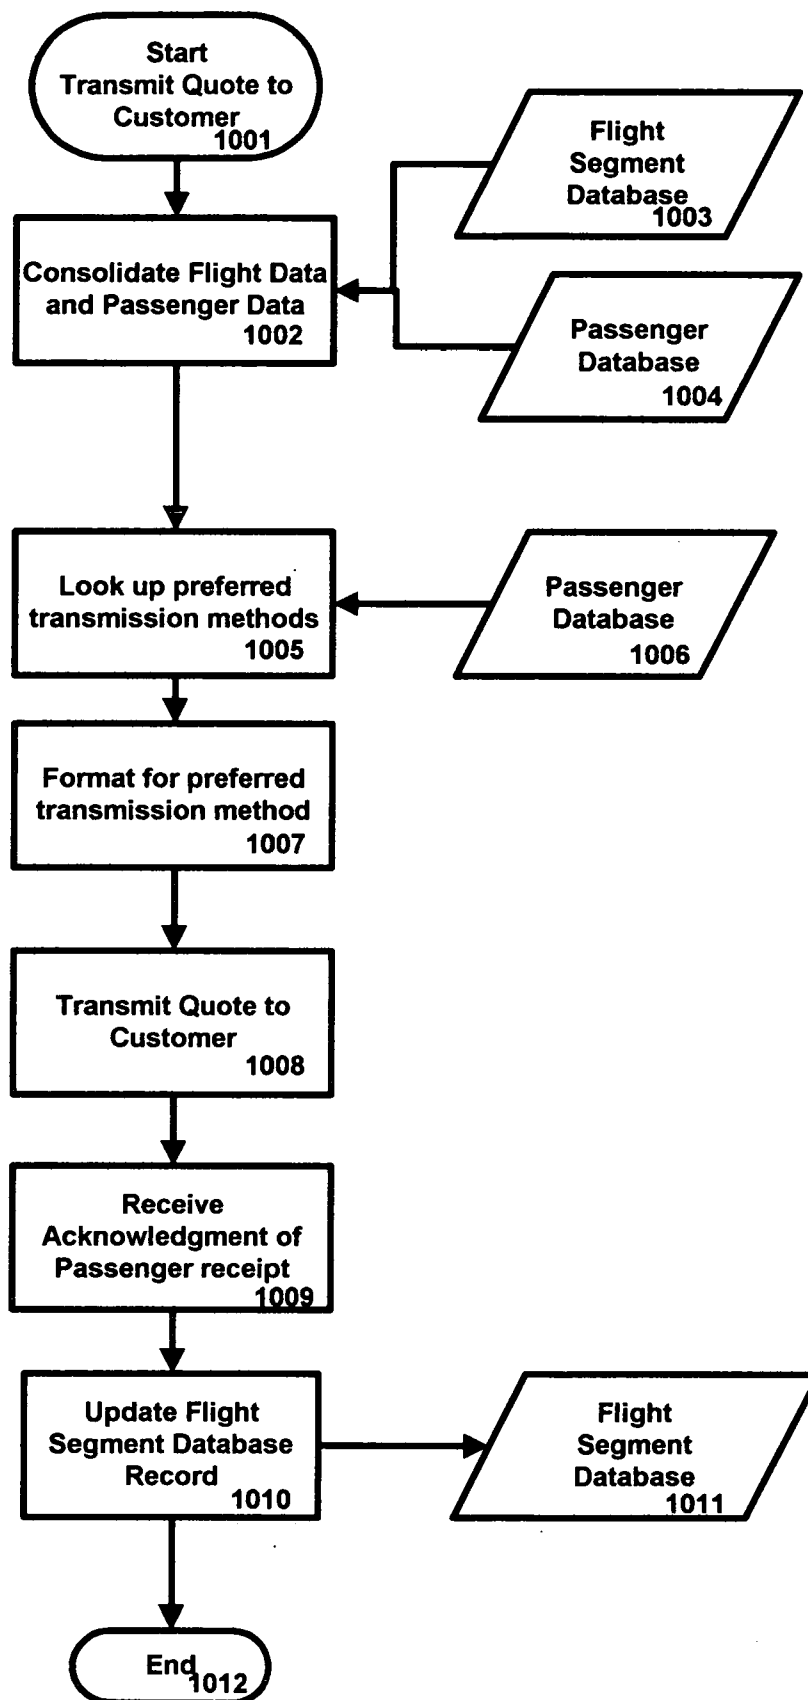 Start
Transmit Quote to
Customer
1001
Flight
Segment
Database
1003
Consolidate Flight Data
and Passenger Data
1002
Passenger
Database
1004
Look up preferred
transmission methods
1005
Passenger
Database
1006
Format for preferred
transmission method
1007
Transmit Quote to
Customer
1008
Receive
Acknowledgment of
Passenger receipt
1009
Update Flight
Segment Database
Record
1010
Flight
Segment
Database
1011
End
1012